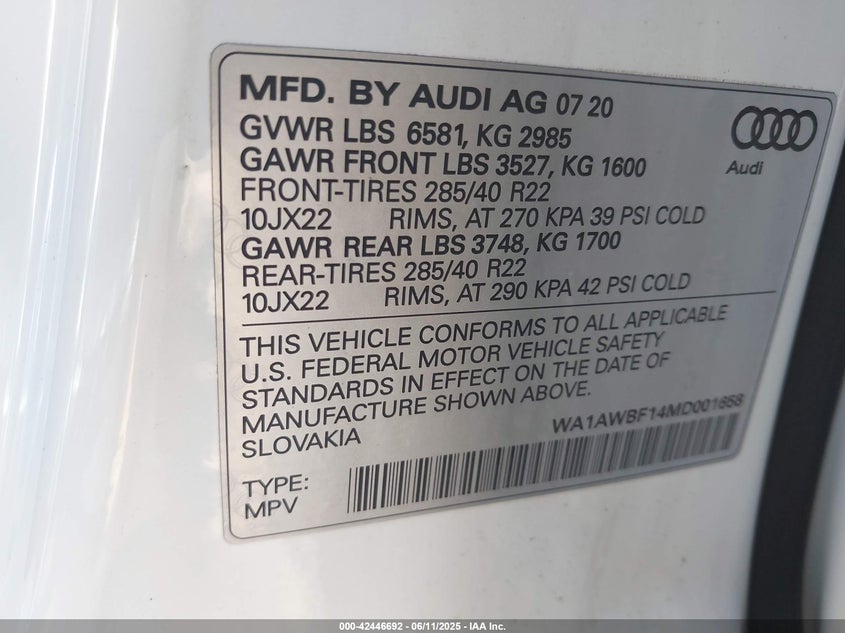 MFD. BY AUDI AG 07 20
GVWR LBS 6581, KG 2985
GAWR FRONT LBS 3527, KG 1600
FRONT-TIRES 285/40 R22
10JX22 RIMS, AT 270 KPA 39 PSI COLD
GAWR REAR LBS 3748, KG 1700
REAR-TIRES 285/40 R22
10JX22 RIMS, AT 290 KPA 42 PSI COLD
Audi
THIS VEHICLE CONFORMS TO ALL APPLICABLE
U.S. FEDERAL MOTOR VEHICLE SAFETY
STANDARDS IN EFFECT ON THE DATE OF
MANUFACTURE SHOWN ABOVE.
SLOVAKIA
WA1AWBF14MD001658
TYPE:
MPV
000-42446692 - 06/11/2025 - IAA Inc.